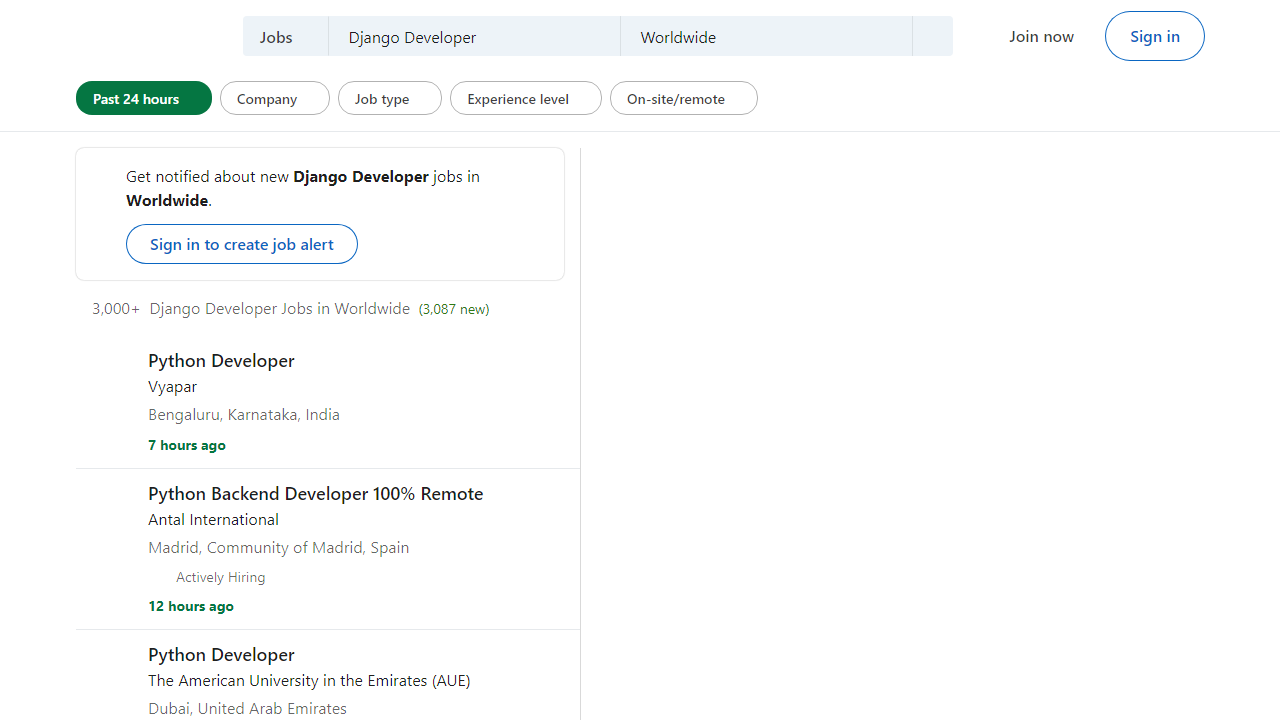 Jobs
Django Developer
Worldwide
Join now
Sign in
Past 24 hours
Company
Job type
Experience level
On-site/remote
Get notified about new Django Developer jobs in
Worldwide.
Sign in to create job alert
3,000+ Django Developer Jobs in Worldwide (3,087 new)
Python Developer
Vyapar
Bengaluru, Karnataka, India
7 hours ago
Python Backend Developer 100% Remote
Antal International
Madrid, Community of Madrid, Spain
Actively Hiring
12 hours ago
Python Developer
The American University in the Emirates (AUE)
Dubai, United Arab Emirates